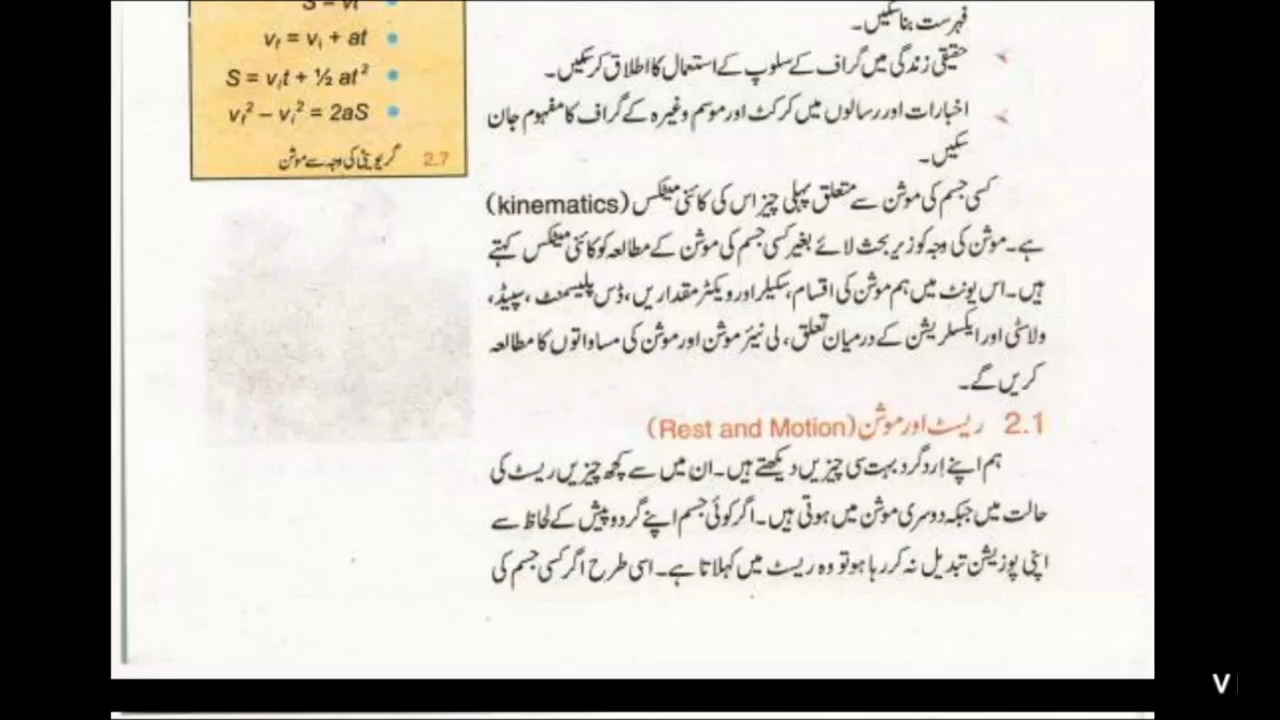 فہرست بنا سکیں۔
حقیقی زندگی میں گراف کے سلوپ کے استعمال کا اطلاق کر سکیں۔
اخبارات اور رسالوں میں کرکٹ اور موسم وغیرہ کے گراف کا مفہوم جان
سکیں۔
S = vt
vf = vi + at
S = vit + ½ at²
vf² – vi² = 2aS
2.7 گریویٹی کی وجہ سے موشن
کسی جسم کی موشن سے متعلق پہلی چیز اس کی کائنی میٹکس (kinematics)
ہے۔ موشن کی وجہ کو زیر بحث لائے بغیر کسی جسم کی موشن کے مطالعہ کو کائنی میٹکس کہتے
ہیں۔ اس یونٹ میں ہم موشن کی اقسام، سکیلر اور ویکٹر مقداریں، ڈس پلیسمنٹ، سپیڈ،
ولاسٹی اور ایکسلریشن کے درمیان تعلق، لی نیئر موشن اور موشن کی مساواتوں کا مطالعہ
کریں گے۔
2.1 ریسٹ اور موشن (Rest and Motion)
ہم اپنے اردگرد بہت سی چیزیں دیکھتے ہیں۔ ان میں سے کچھ چیزیں ریسٹ کی
حالت میں جبکہ دوسری موشن میں ہوتی ہیں۔ اگر کوئی جسم اپنے گردوپیش کے لحاظ سے
اپنی پوزیشن تبدیل نہ کر رہا ہو تو وہ ریسٹ میں کہلاتا ہے۔ اسی طرح اگر کسی جسم کی
V